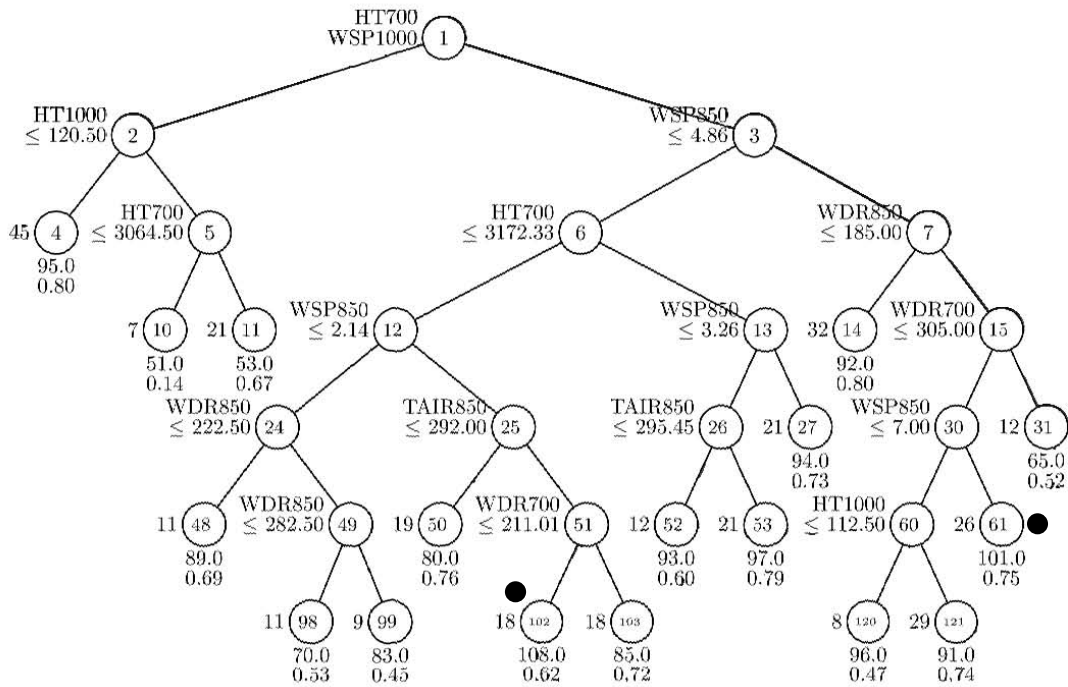 HT700
WSP1000 1
HT1000
≤ 120.50 2
WSP850
≤ 4.86 3
45 4
95.0
0.80
HT700
≤ 3064.50 5
HT700
≤ 3172.33 6
WDR850
≤ 185.00 7
7 10
51.0
0.14
21 11
53.0
0.67
WSP850
≤ 2.14 12
WSP850
≤ 3.26 13
32 14
92.0
0.80
WDR700
≤ 305.00 15
WDR850
≤ 222.50 24
TAIR850
≤ 292.00 25
TAIR850
≤ 295.45 26
21 27
94.0
0.73
WSP850
≤ 7.00 30
12 31
65.0
0.52
11 48
89.0
0.69
WDR850
≤ 282.50 49
19 50
80.0
0.76
WDR700
≤ 211.01 51
12 52
93.0
0.60
21 53
97.0
0.79
HT1000
≤ 112.50 60
26 61
101.0
0.75
11 98
70.0
0.53
9 99
83.0
0.45
18 102
108.0
0.62
18 103
85.0
0.72
8 120
96.0
0.47
29 121
91.0
0.74